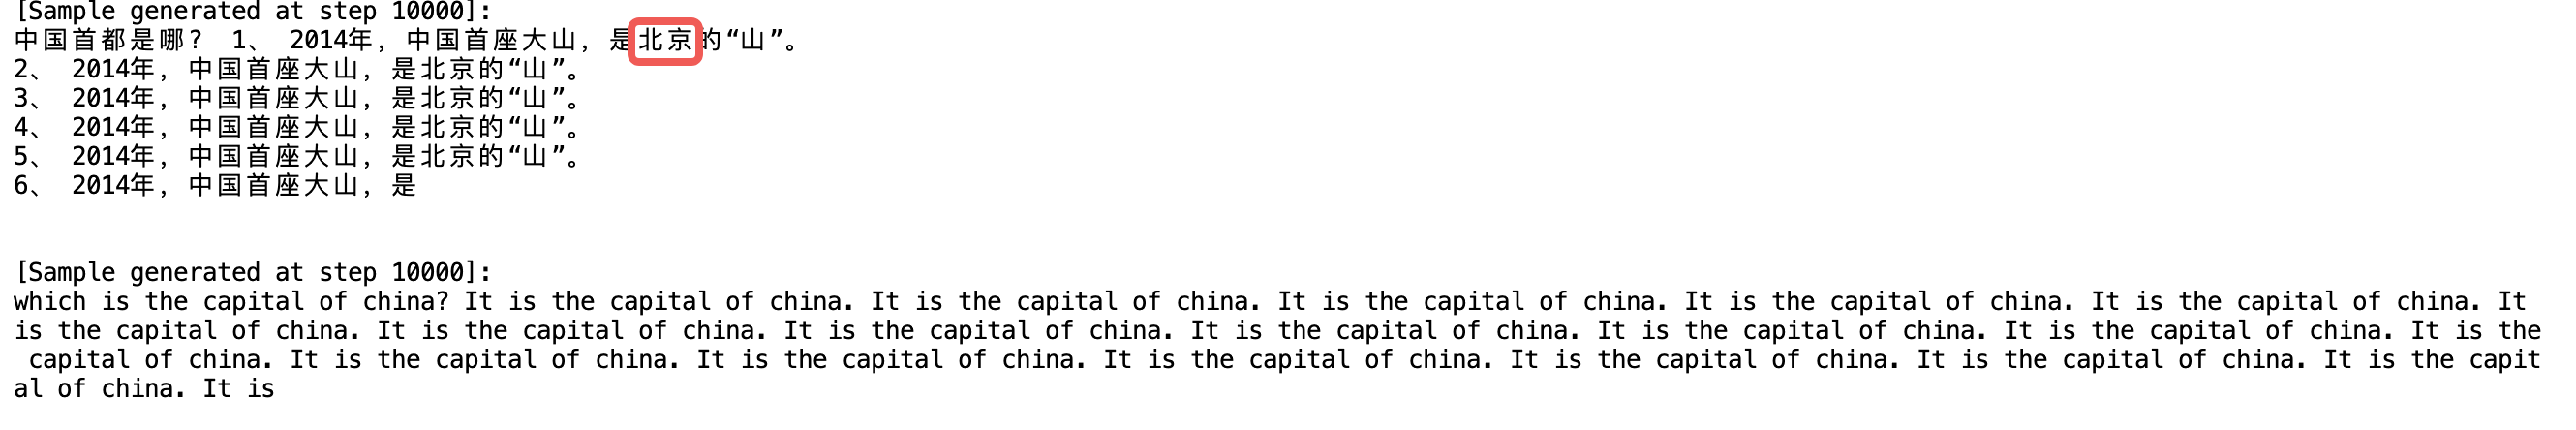 [Sample generated at step 10000]:
中国首都是哪? 1、 2014年, 中国首座大山, 是北京的“山”。
2、 2014年, 中国首座大山, 是北京的“山”。
3、 2014年, 中国首座大山, 是北京的“山”。
4、 2014年, 中国首座大山, 是北京的“山”。
5、 2014年, 中国首座大山, 是北京的“山”。
6、 2014年, 中国首座大山, 是
[Sample generated at step 10000]:
which is the capital of china? It is the capital of china. It is the capital of china. It is the capital of china. It is the capital of china. It is the capital of china. It
is the capital of china. It is the capital of china. It is the capital of china. It is the capital of china. It is the capital of china. It is the capital of china. It is the
capital of china. It is the capital of china. It is the capital of china. It is the capital of china. It is the capital of china. It is the capital of china. It is the capit
al of china. It is